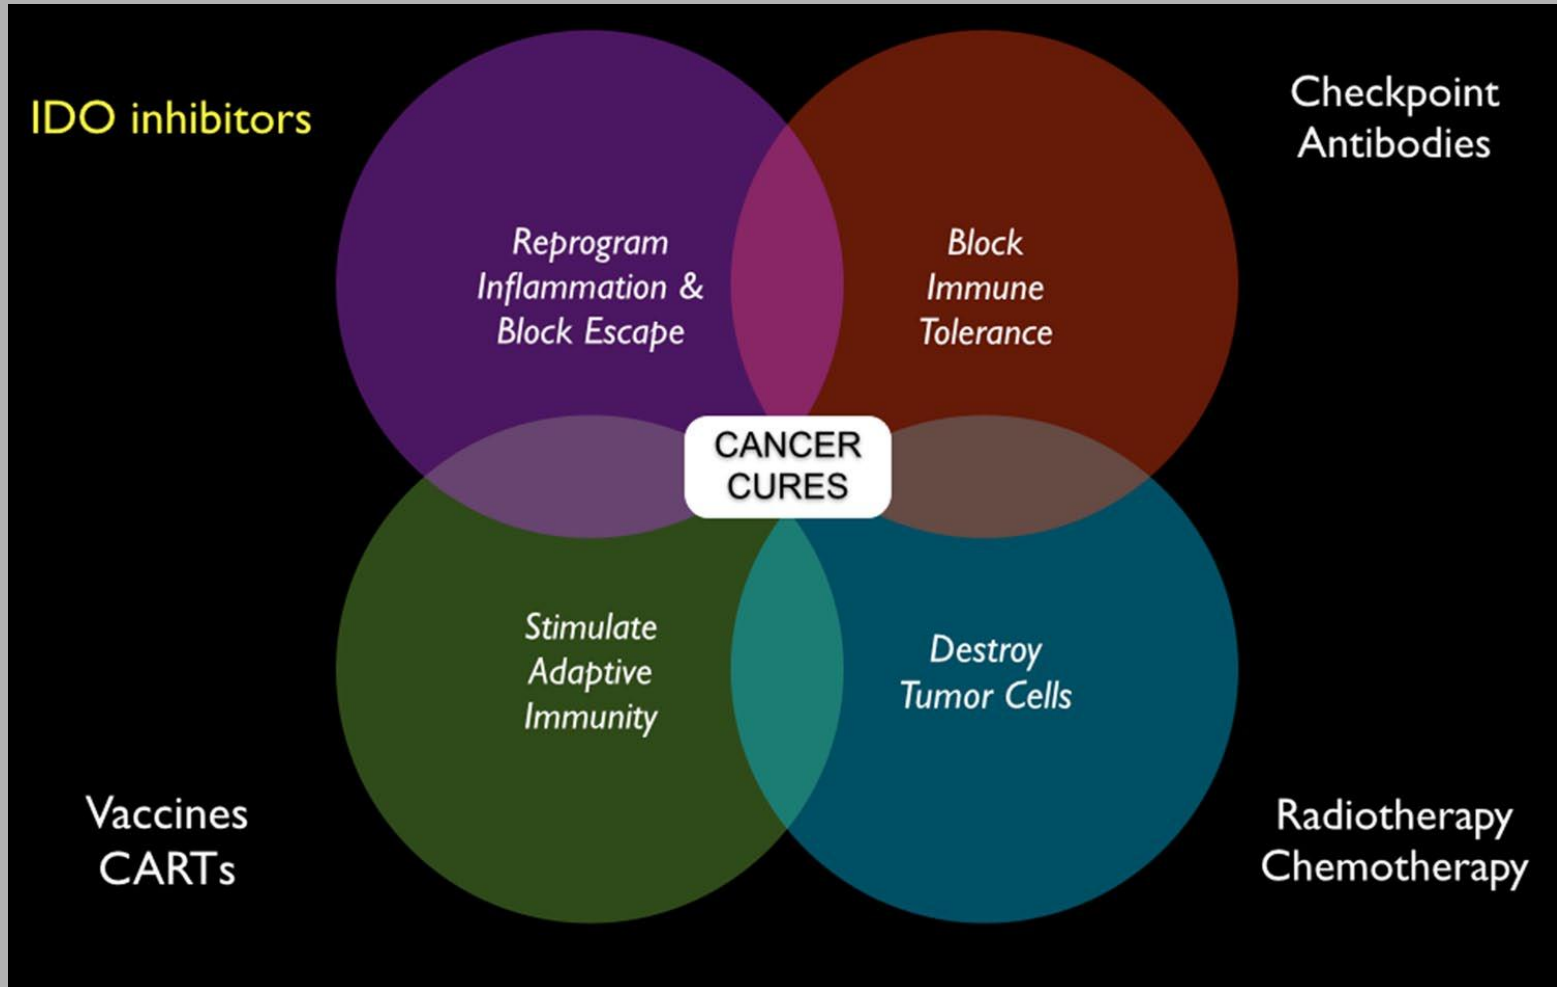 IDO inhibitors
Checkpoint
Antibodies
Reprogram
Inflammation &
Block Escape
Block
Immune
Tolerance
CANCER
CURES
Stimulate
Adaptive
Immunity
Destroy
Tumor Cells
Vaccines
CARTs
Radiotherapy
Chemotherapy